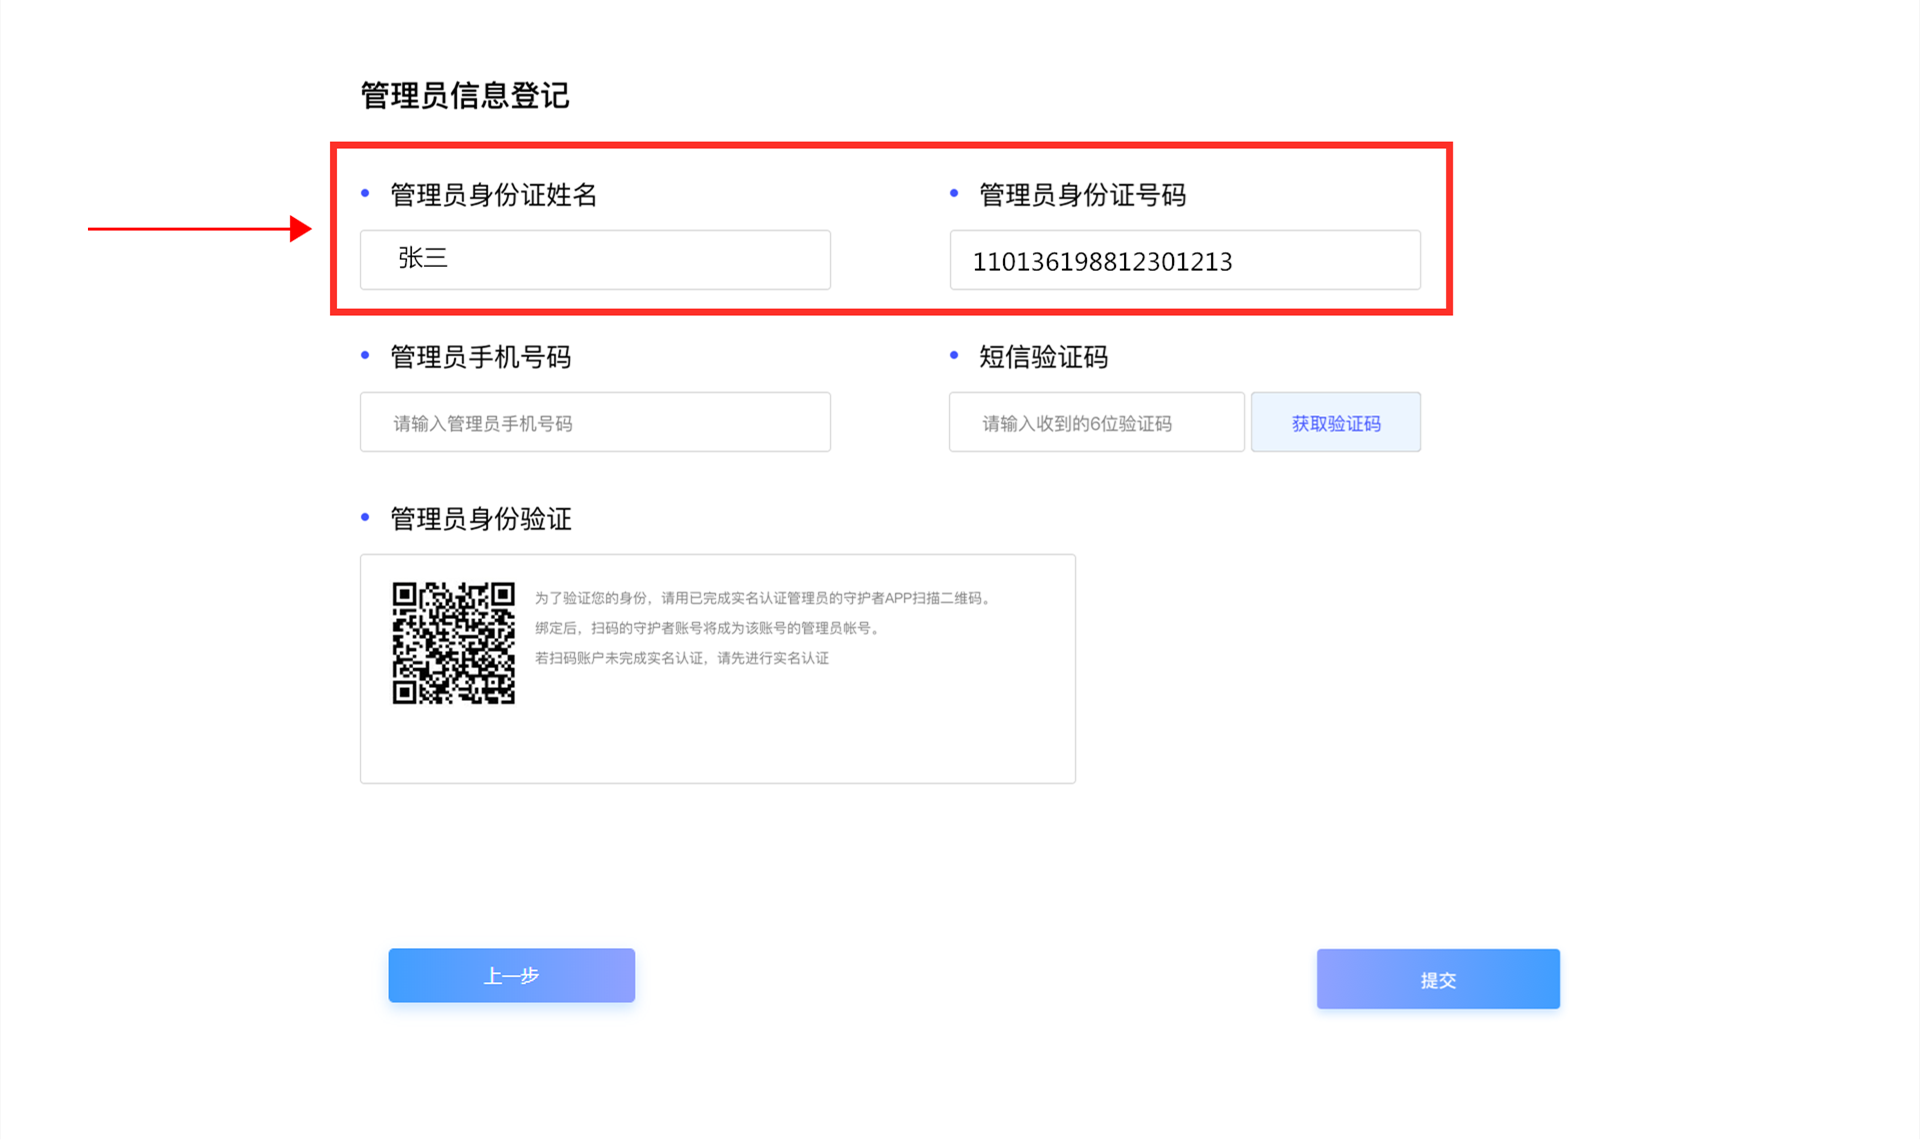 管理员信息登记
管理员身份证姓名
管理员身份证号码
张三
110136198812301213
管理员手机号码
短信验证码
请输入管理员手机号码
请输入收到的6位验证码
获取验证码
管理员身份验证
为了验证您的身份，请用已完成实名认证管理员的守护者APP扫描二维码。
绑定后，扫码的守护者账号将成为该账号的管理员帐号。
若扫码账户未完成实名认证，请先进行实名认证
上一步
提交